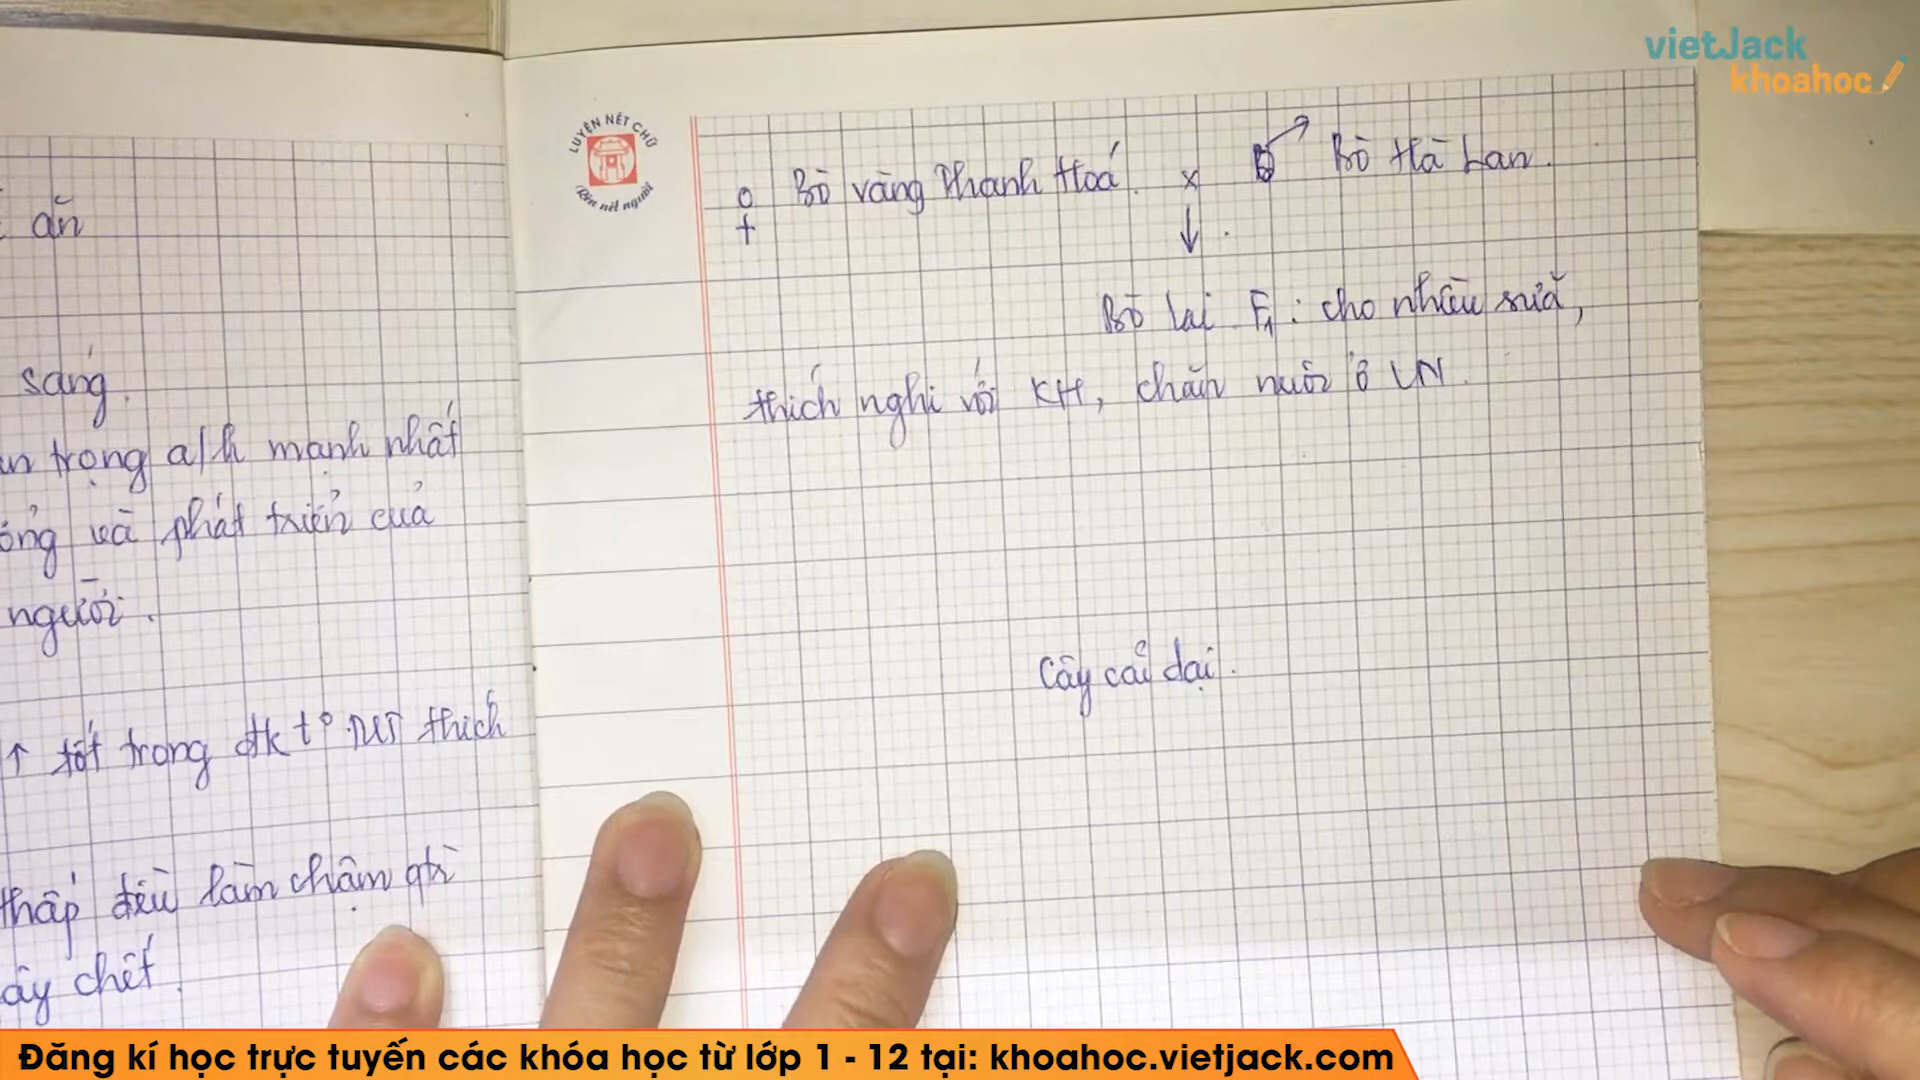 vietJack
khoahoc
LUYỆN NÉT CHỮ
Rèn nết người
ăn
sáng.
trọng a/h mạnh nhất
và phát triển của
người.
↑ tốt trong đk t° MT thích
thấp đều làm chậm qtr
cây chết.
♀ Bò vàng Thanh Hoá. x ♂ Bò Hà Lan.
↓
Bò lai F1: cho nhiều sữa,
thích nghi với KH, chăn nuôi ở VN.
Cây cải dại.
Đăng kí học trực tuyến các khóa học từ lớp 1 - 12 tại: khoahoc.vietjack.com